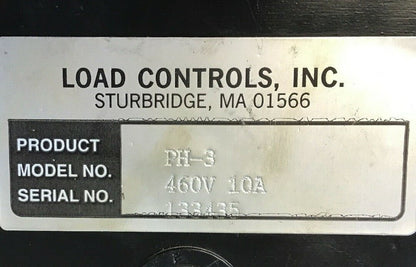 LOAD CONTROLS, INC.
STURBRIDGE, MA 01566
PRODUCT PH-3
MODEL NO. 460V 10A
SERIAL NO. 133435